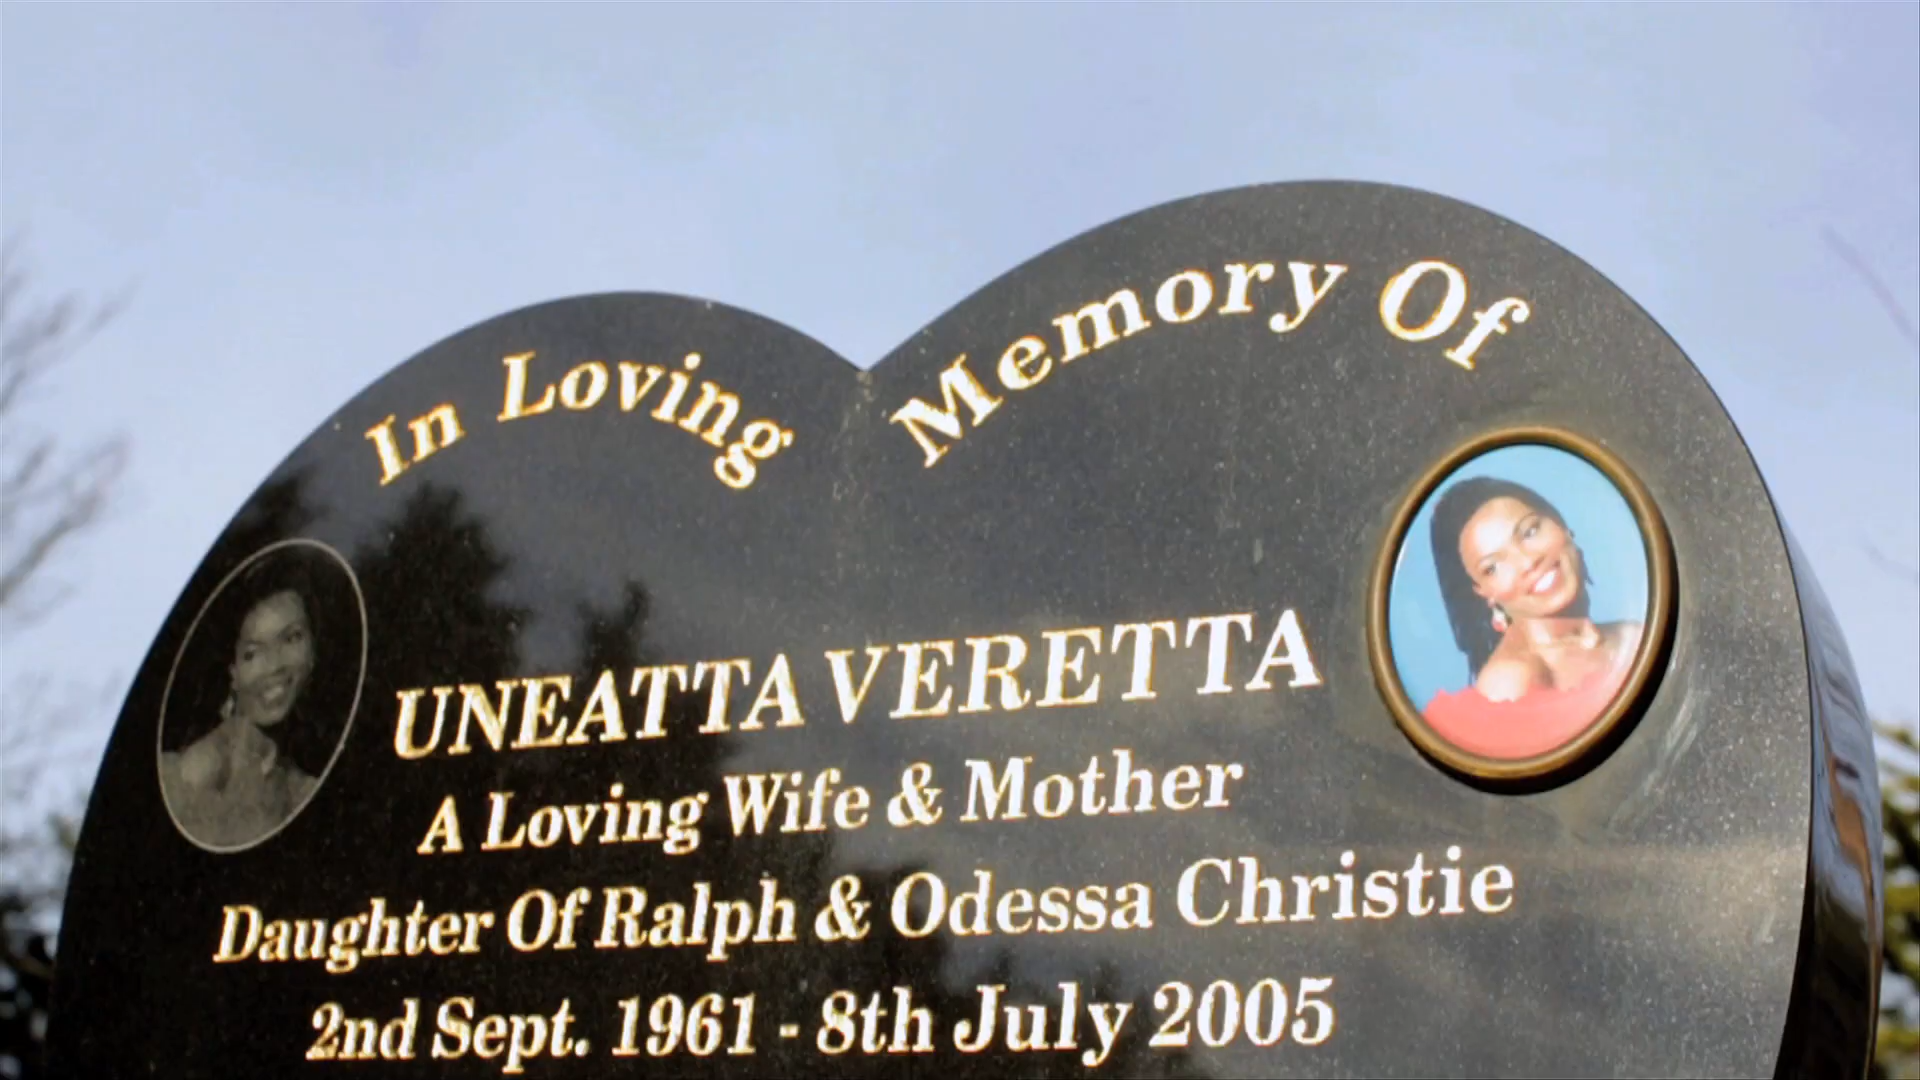 In Loving Memory Of
UNEATTA VERETTA
A Loving Wife & Mother
Daughter Of Ralph & Odessa Christie
2nd Sept. 1961 - 8th July 2005